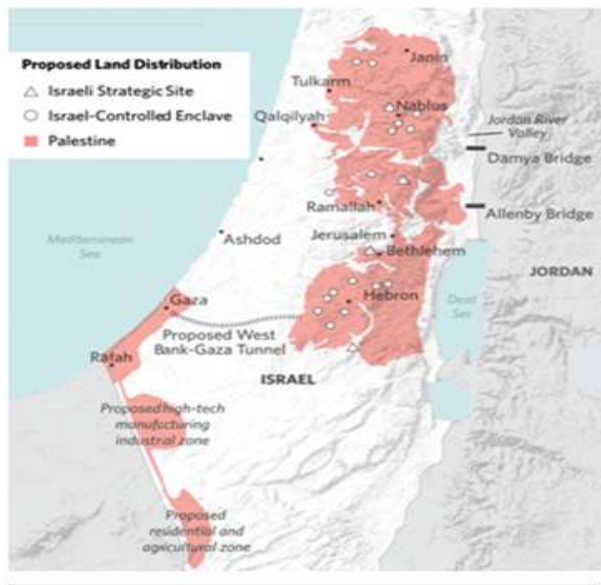 Proposed Land Distribution
Israeli Strategic Site
Israel-Controlled Enclave
Palestine
Janin
Tulkarm
Nablus
Qalqilyah
Jordan River
Valley
Damya Bridge
Ramallah
Allenby Bridge
Jerusalem
Bethlehem
Mediterranean
Sea
Ashdod
JORDAN
Gaza
Hebron
Dead
Sea
Proposed West
Bank-Gaza Tunnel
Rafah
ISRAEL
Proposed high-tech
manufacturing
industrial zone
Proposed
residential and
agricultural zone